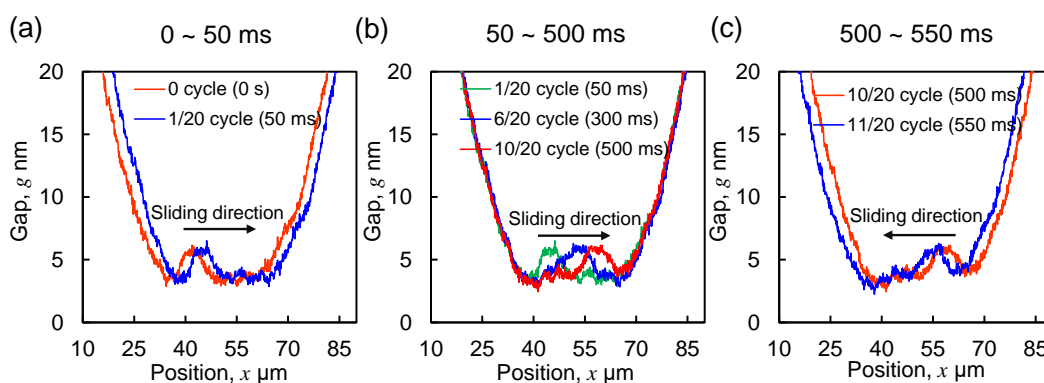 (a) 0 ~ 50 ms
Gap, g nm
20
15
10
5
0
0 cycle (0 s)
1/20 cycle (50 ms)
Sliding direction
10 25 40 55 70 85
Position, x µm
(b) 50 ~ 500 ms
Gap, g nm
20
15
10
5
0
1/20 cycle (50 ms)
6/20 cycle (300 ms)
10/20 cycle (500 ms)
Sliding direction
10 25 40 55 70 85
Position, x µm
(c) 500 ~ 550 ms
Gap, g nm
20
15
10
5
0
10/20 cycle (500 ms)
11/20 cycle (550 ms)
Sliding direction
10 25 40 55 70 85
Position, x µm